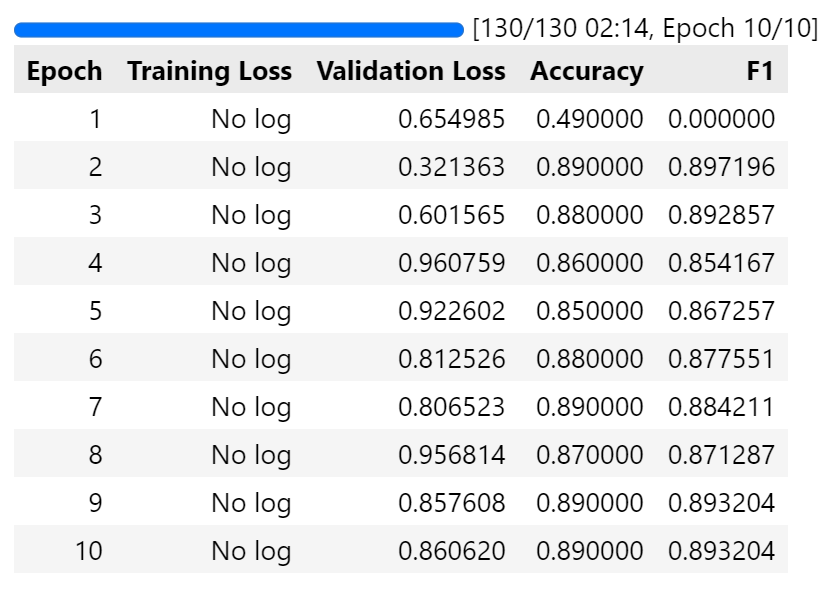 [130/130 02:14, Epoch 10/10]
Epoch Training Loss Validation Loss Accuracy F1
1 No log 0.654985 0.490000 0.000000
2 No log 0.321363 0.890000 0.897196
3 No log 0.601565 0.880000 0.892857
4 No log 0.960759 0.860000 0.854167
5 No log 0.922602 0.850000 0.867257
6 No log 0.812526 0.880000 0.877551
7 No log 0.806523 0.890000 0.884211
8 No log 0.956814 0.870000 0.871287
9 No log 0.857608 0.890000 0.893204
10 No log 0.860620 0.890000 0.893204